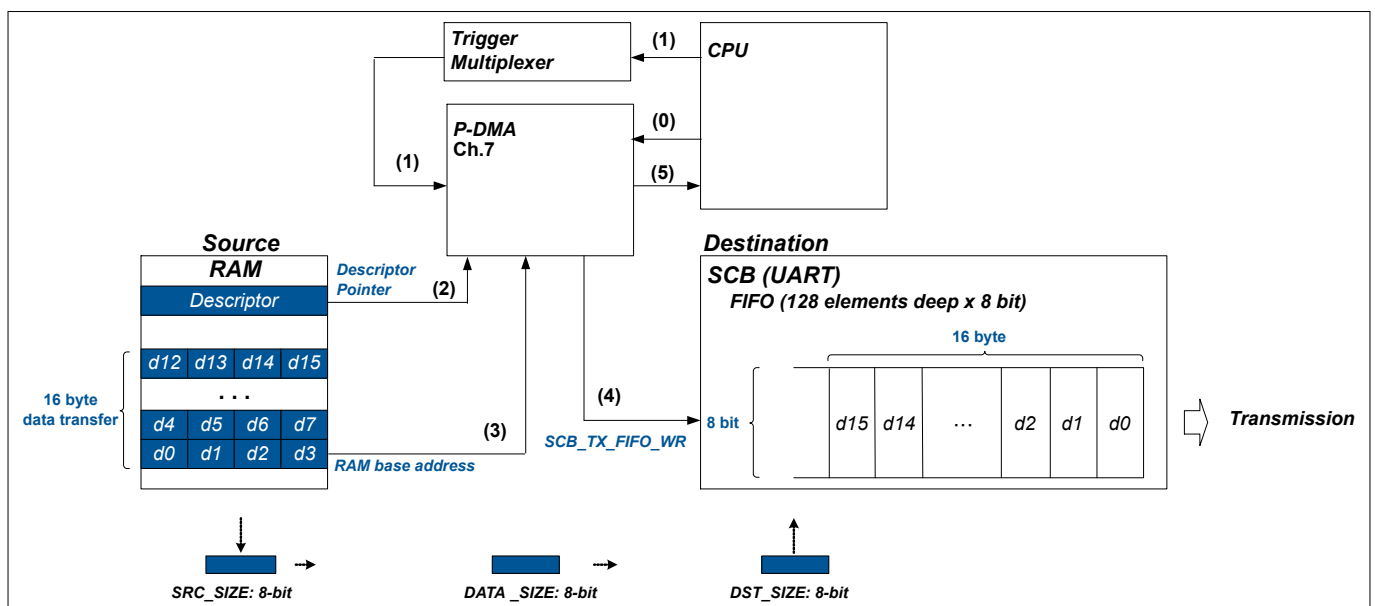 Trigger
Multiplexer
(1)
CPU
P-DMA
Ch.7
(0)
(1)
(5)
Source
RAM
Descriptor
Descriptor
Pointer
(2)
d12 d13 d14 d15
. . .
d4 d5 d6 d7
d0 d1 d2 d3
16 byte
data transfer
(3)
RAM base address
(4)
SCB_TX_FIFO_WR
Destination
SCB (UART)
FIFO (128 elements deep x 8 bit)
16 byte
8 bit
d15 d14 ... d2 d1 d0
Transmission
SRC_SIZE: 8-bit
DATA _SIZE: 8-bit
DST_SIZE: 8-bit